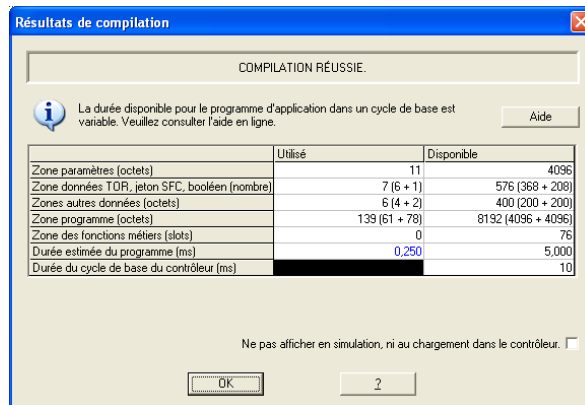 Résultats de compilation
COMPILATION RÉUSSIE.
La durée disponible pour le programme d'application dans un cycle de base est
variable. Veuillez consulter l'aide en ligne.
Aide
Utilisé Disponible
Zone paramètres (octets) 11 4096
Zone données TOR, jeton SFC, booléen (nombre) 7 (6 + 1) 576 (368 + 208)
Zones autres données (octets) 6 (4 + 2) 400 (200 + 200)
Zone programme (octets) 139 (61 + 78) 8192 (4096 + 4096)
Zone des fonctions métiers (slots) 0 76
Durée estimée du programme (ms) 0,250 5,000
Durée du cycle de base du contrôleur (ms) 10
Ne pas afficher en simulation, ni au chargement dans le contrôleur.
OK ?